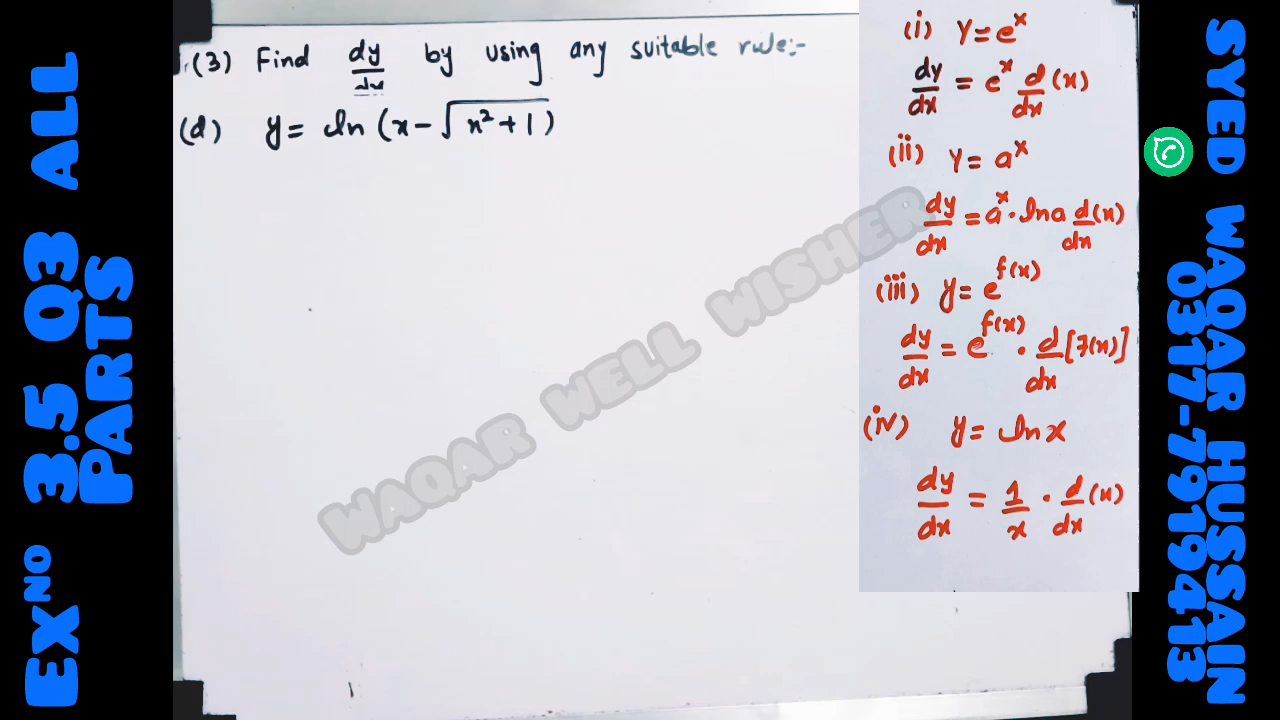 EX^NO 3.5 Q3 ALL
PARTS
(3) Find dy/dx by using any suitable rule:-
(d) y = ln (x - √x²+1)
WAQAR WELL WISHER
(i) y = e^x
dy/dx = e^x d/dx (x)
(ii) y = a^x
dy/dx = a^x · lna d/dx (x)
(iii) y = e^f(x)
dy/dx = e^f(x) · d/dx [f(x)]
(iv) y = ln x
dy/dx = 1/x · d/dx (x)
SYED WAQAR HUSSAIN
0317-7919413